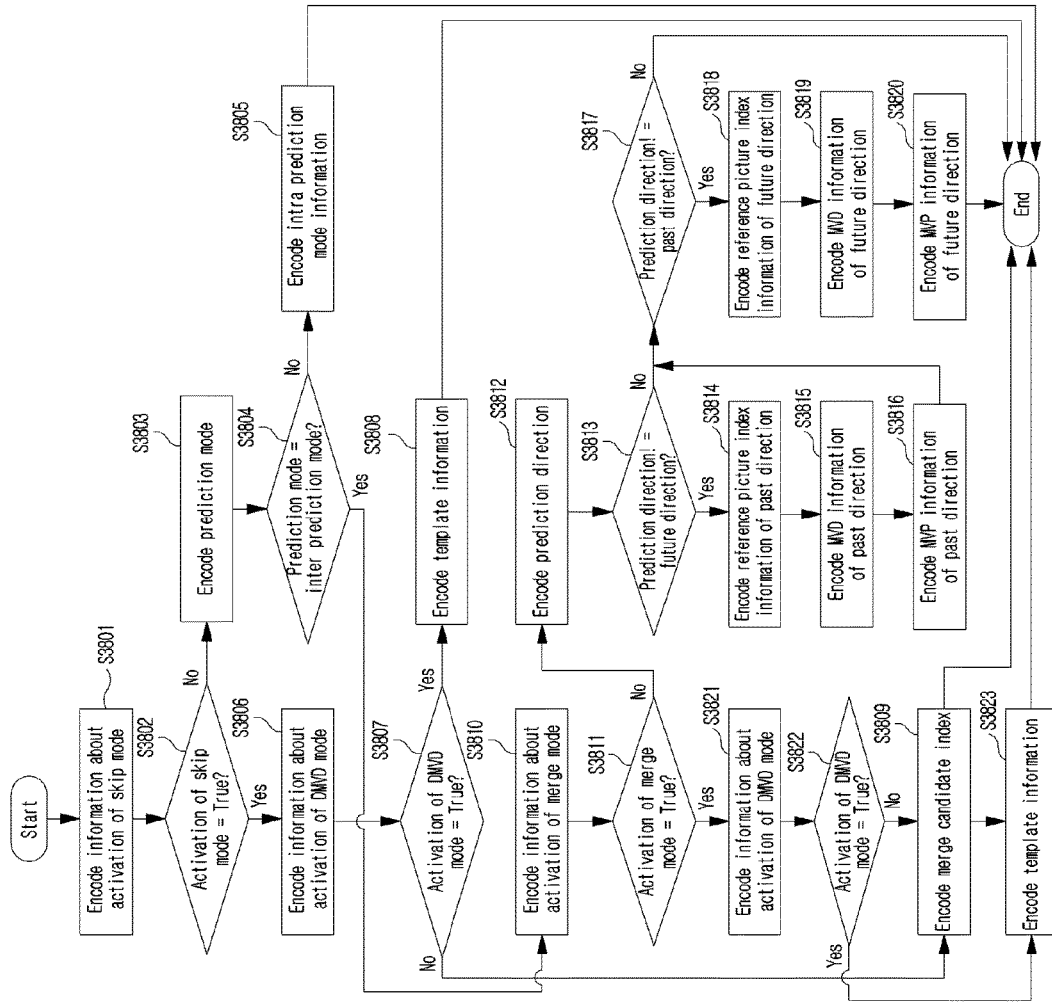 Start
S3801
Encode information about
activation of skip mode
S3802
Activation of skip
mode = True?
No
Yes
S3803
Encode prediction mode
S3804
Prediction mode =
inter prediction mode?
No
Yes
S3805
Encode intra prediction
mode information
S3806
Encode information about
activation of DMVD mode
S3807
Activation of DMVD
mode = True?
Yes
No
S3808
Encode template information
S3810
Encode information about
activation of merge mode
S3811
Activation of merge
mode = True?
No
Yes
S3812
Encode prediction direction
S3813
Prediction direction! =
future direction?
No
Yes
S3814
Encode reference picture index
information of past direction
S3815
Encode MVD information
of past direction
S3816
Encode MVP information
of past direction
S3817
Prediction direction! =
past direction?
No
Yes
S3818
Encode reference picture index
information of future direction
S3819
Encode MVD information
of future direction
S3820
Encode MVP information
of future direction
S3821
Encode information about
activation of DMVD mode
S3822
Activation of DMVD
mode = True?
No
Yes
S3809
Encode merge candidate index
S3823
Encode template information
End